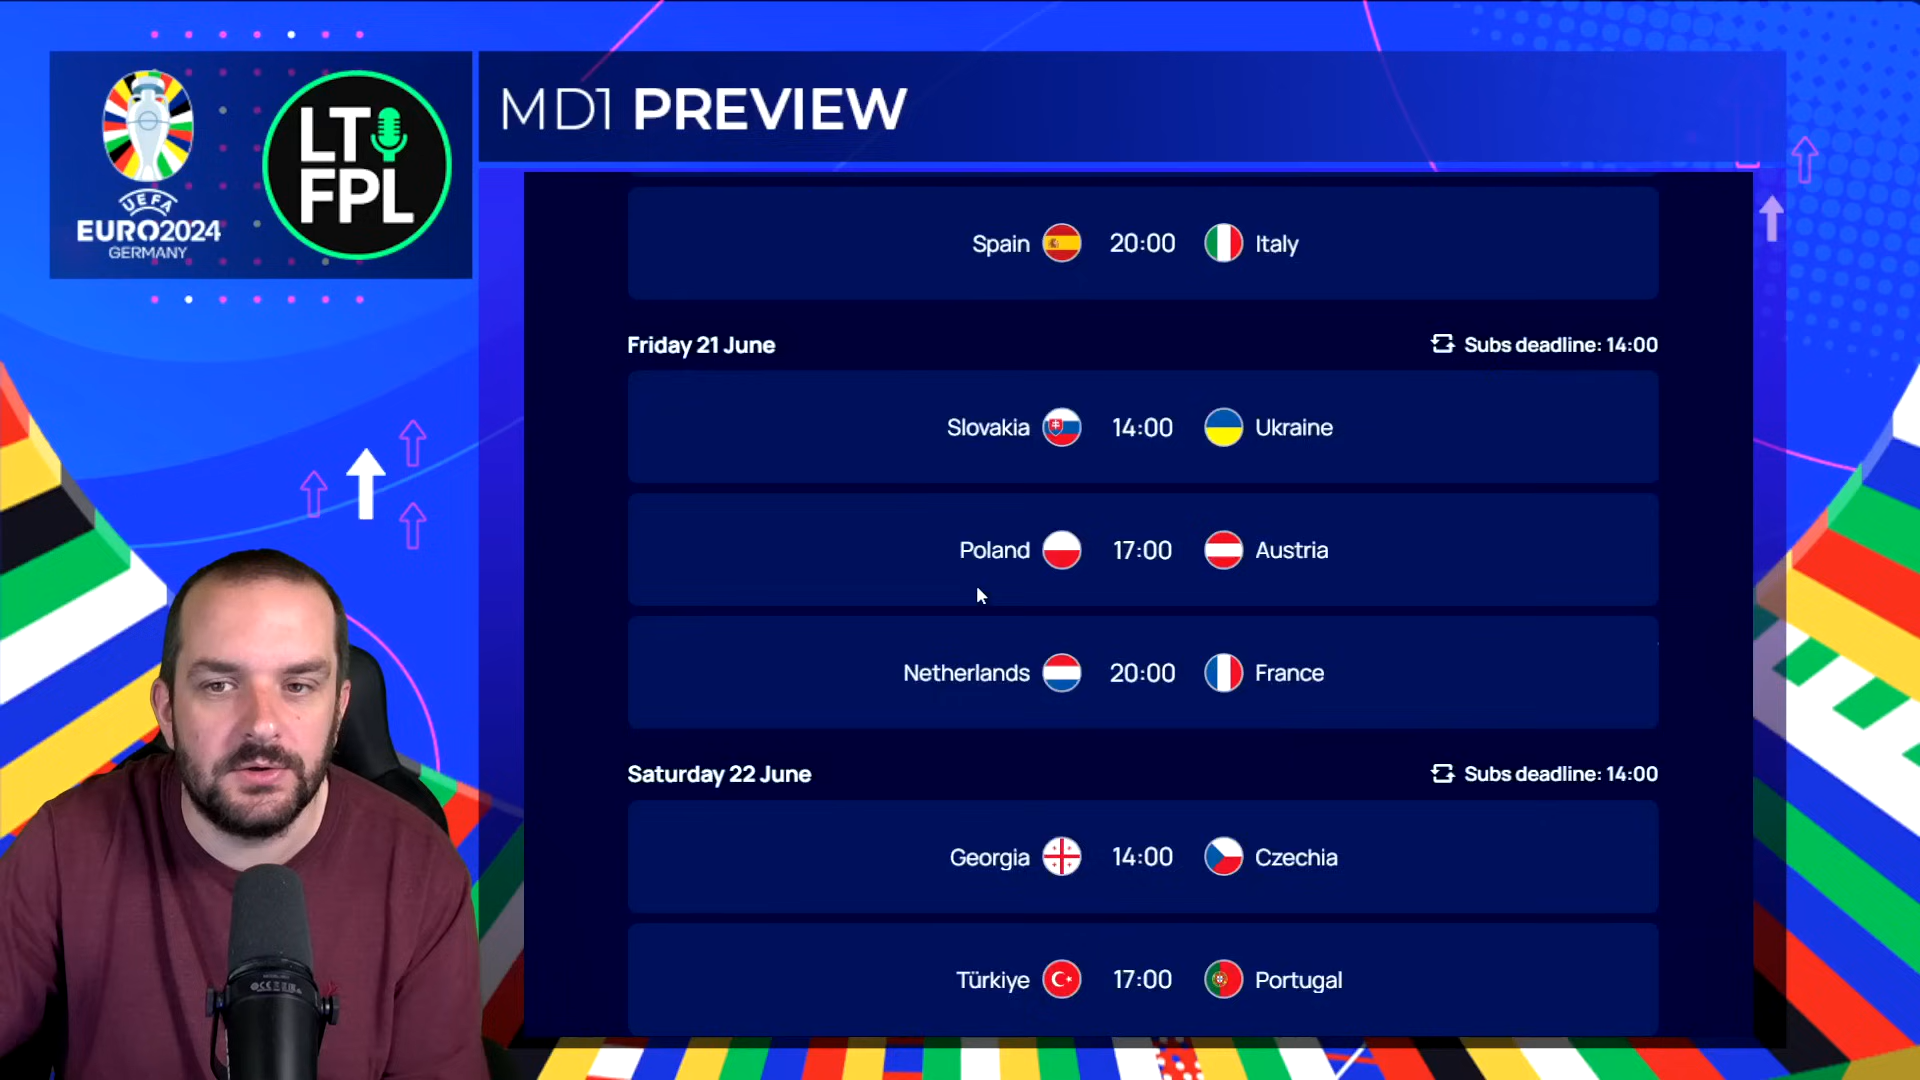 UEFA
EURO2024
GERMANY
LT
FPL
MD1 PREVIEW
Spain 20:00 Italy
Friday 21 June Subs deadline: 14:00
Slovakia 14:00 Ukraine
Poland 17:00 Austria
Netherlands 20:00 France
Saturday 22 June Subs deadline: 14:00
Georgia 14:00 Czechia
Türkiye 17:00 Portugal